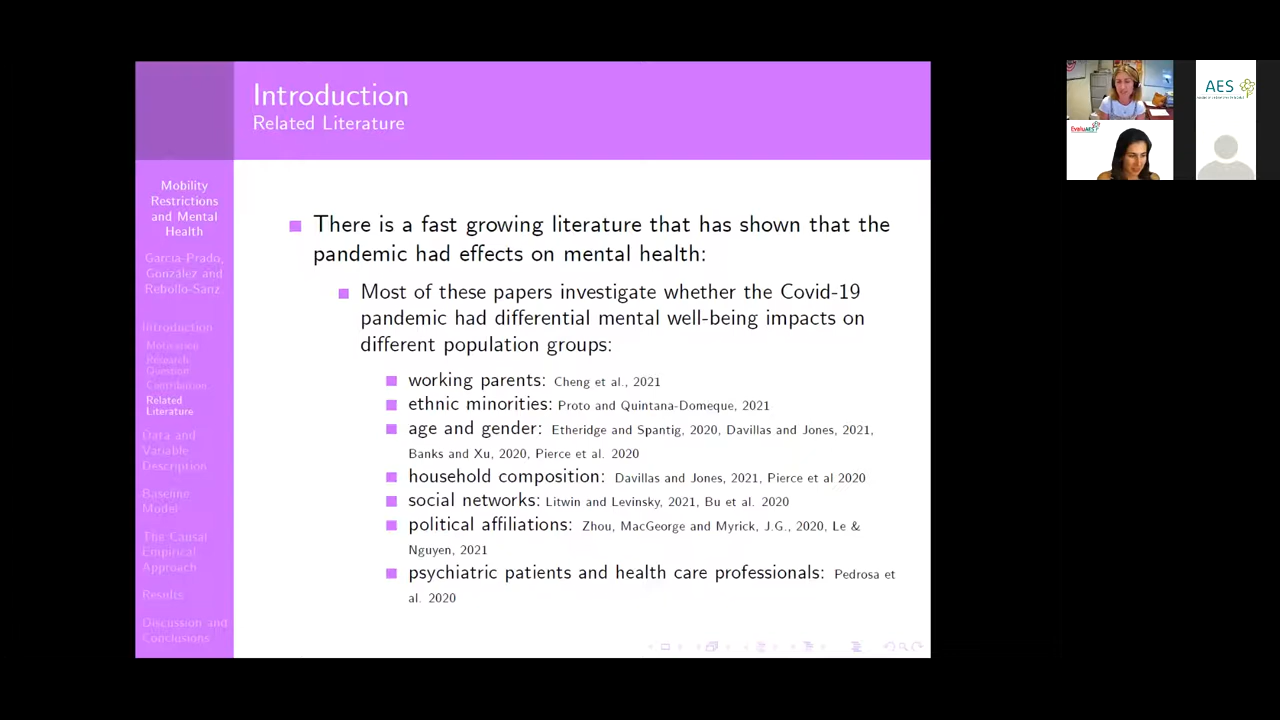 Introduction
Related Literature
Mobility
Restrictions
and Mental
Health
García-Prado,
González and
Rebollo-Sanz
Introduction
Motivation
Research
Question
Contribution
Related
Literature
Data and
Variable
Description
Baseline
Model
The Causal
Empirical
Approach
Results
Discussion and
Conclusions
There is a fast growing literature that has shown that the
pandemic had effects on mental health:
Most of these papers investigate whether the Covid-19
pandemic had differential mental well-being impacts on
different population groups:
working parents: Cheng et al., 2021
ethnic minorities: Proto and Quintana-Domeque, 2021
age and gender: Etheridge and Spantig, 2020, Davillas and Jones, 2021,
Banks and Xu, 2020, Pierce et al. 2020
household composition: Davillas and Jones, 2021, Pierce et al 2020
social networks: Litwin and Levinsky, 2021, Bu et al. 2020
political affiliations: Zhou, MacGeorge and Myrick, J.G., 2020, Le &
Nguyen, 2021
psychiatric patients and health care professionals: Pedrosa et
al. 2020
AES
EvaluAES